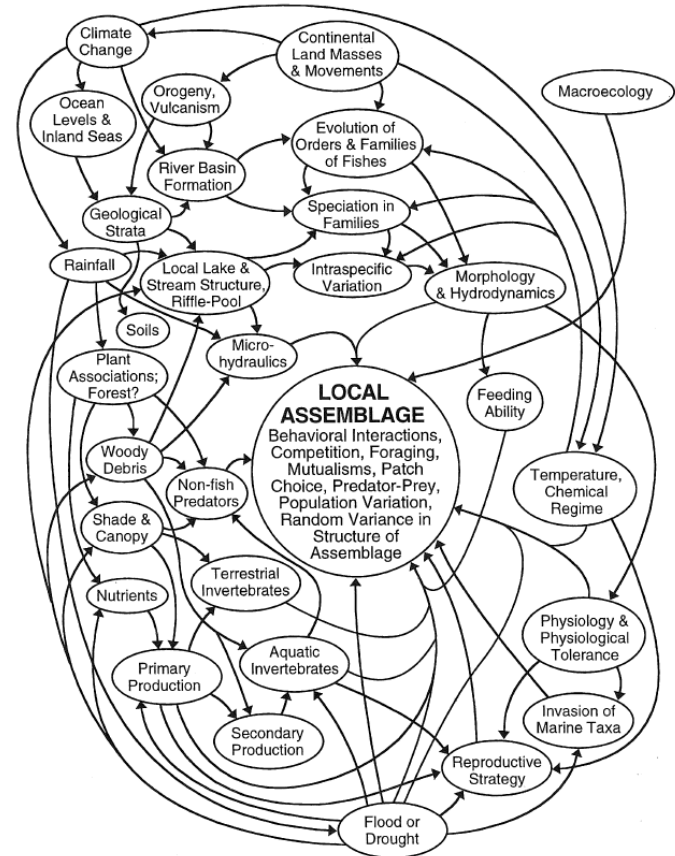 Climate
Change
Continental
Land Masses
& Movements
Macroecology
Ocean
Levels &
Inland Seas
Orogeny,
Vulcanism
Evolution of
Orders & Families
of Fishes
River Basin
Formation
Geological
Strata
Speciation in
Families
Rainfall
Local Lake &
Stream Structure,
Riffle-Pool
Intraspecific
Variation
Morphology
& Hydrodynamics
Soils
Micro-
hydraulics
Plant
Associations;
Forest?
LOCAL
ASSEMBLAGE
Behavioral Interactions,
Competition, Foraging,
Mutualisms, Patch
Choice, Predator-Prey,
Population Variation,
Random Variance in
Structure of
Assemblage
Feeding
Ability
Woody
Debris
Non-fish
Predators
Temperature,
Chemical
Regime
Shade &
Canopy
Terrestrial
Invertebrates
Nutrients
Physiology &
Physiological
Tolerance
Primary
Production
Aquatic
Invertebrates
Invasion of
Marine Taxa
Secondary
Production
Reproductive
Strategy
Flood or
Drought